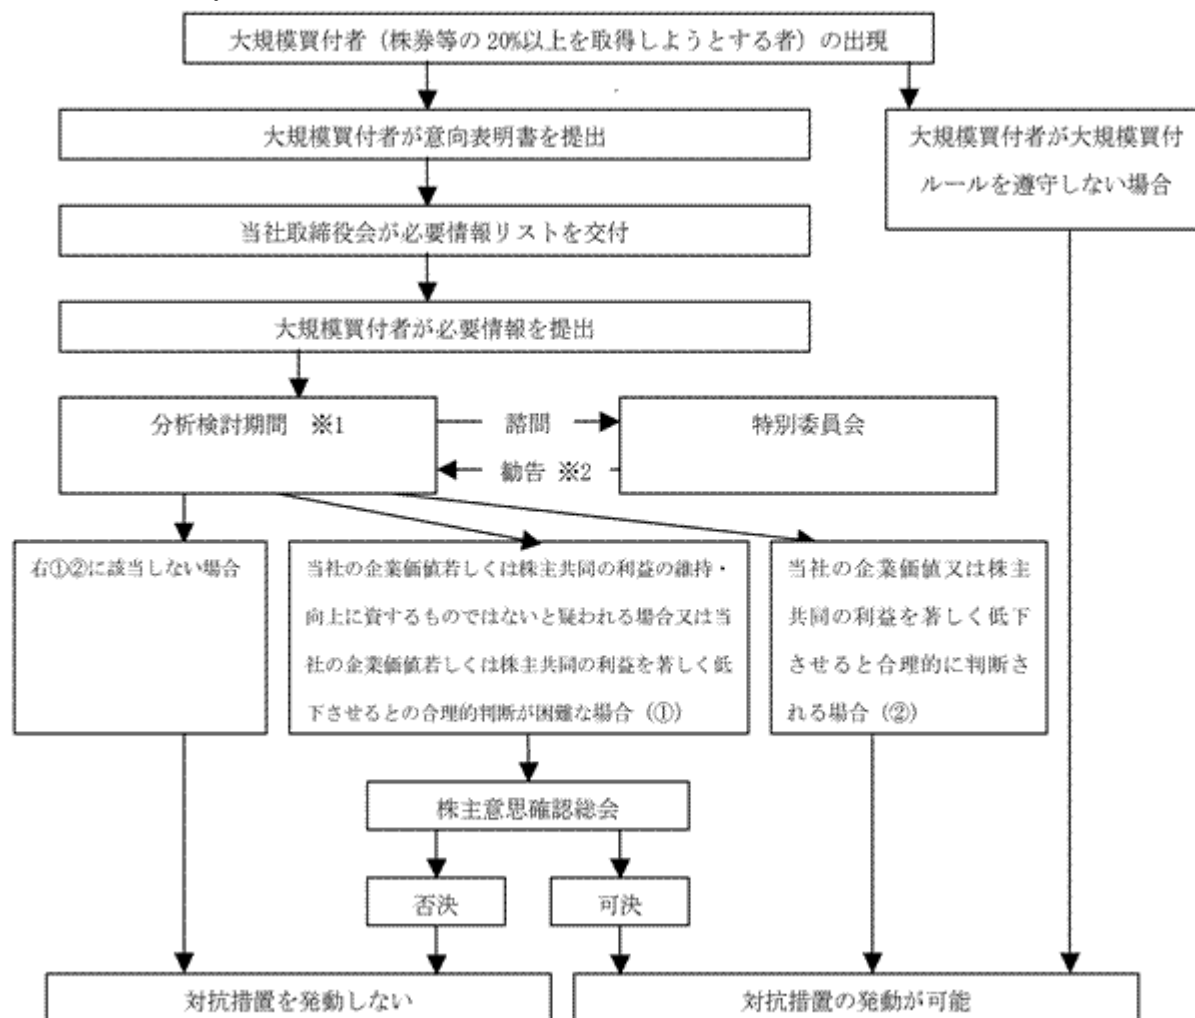 大規模買付者(株券等の 20%以上を取得しようとする者)の出現
大規模買付者が意向表明書を提出
大規模買付者が大規模買付
ルールを遵守しない場合
当社取締役会が必要情報リストを交付
大規模買付者が必要情報を提出
分析検討期間 ※1
諮問
特別委員会
勧告 ※2
右①②に該当しない場合
当社の企業価値若しくは株主共同の利益の維持・
向上に資するものではないと疑われる場合又は当
社の企業価値若しくは株主共同の利益を著しく低
下させるとの合理的判断が困難な場合(①)
当社の企業価値又は株主
共同の利益を著しく低下
させると合理的に判断さ
れる場合(②)
株主意思確認総会
否決
可決
対抗措置を発動しない
対抗措置の発動が可能